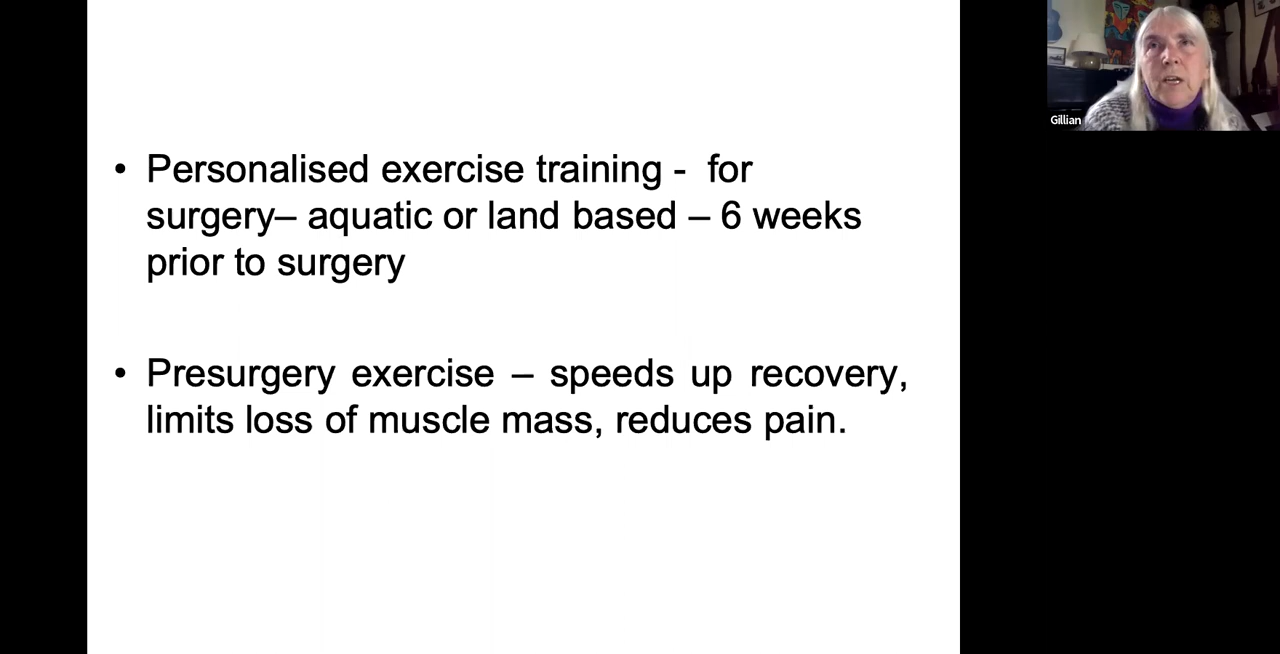 • Personalised exercise training -  for
surgery– aquatic or land based – 6 weeks
prior to surgery
• Presurgery exercise – speeds up recovery,
limits loss of muscle mass, reduces pain.
Gillian